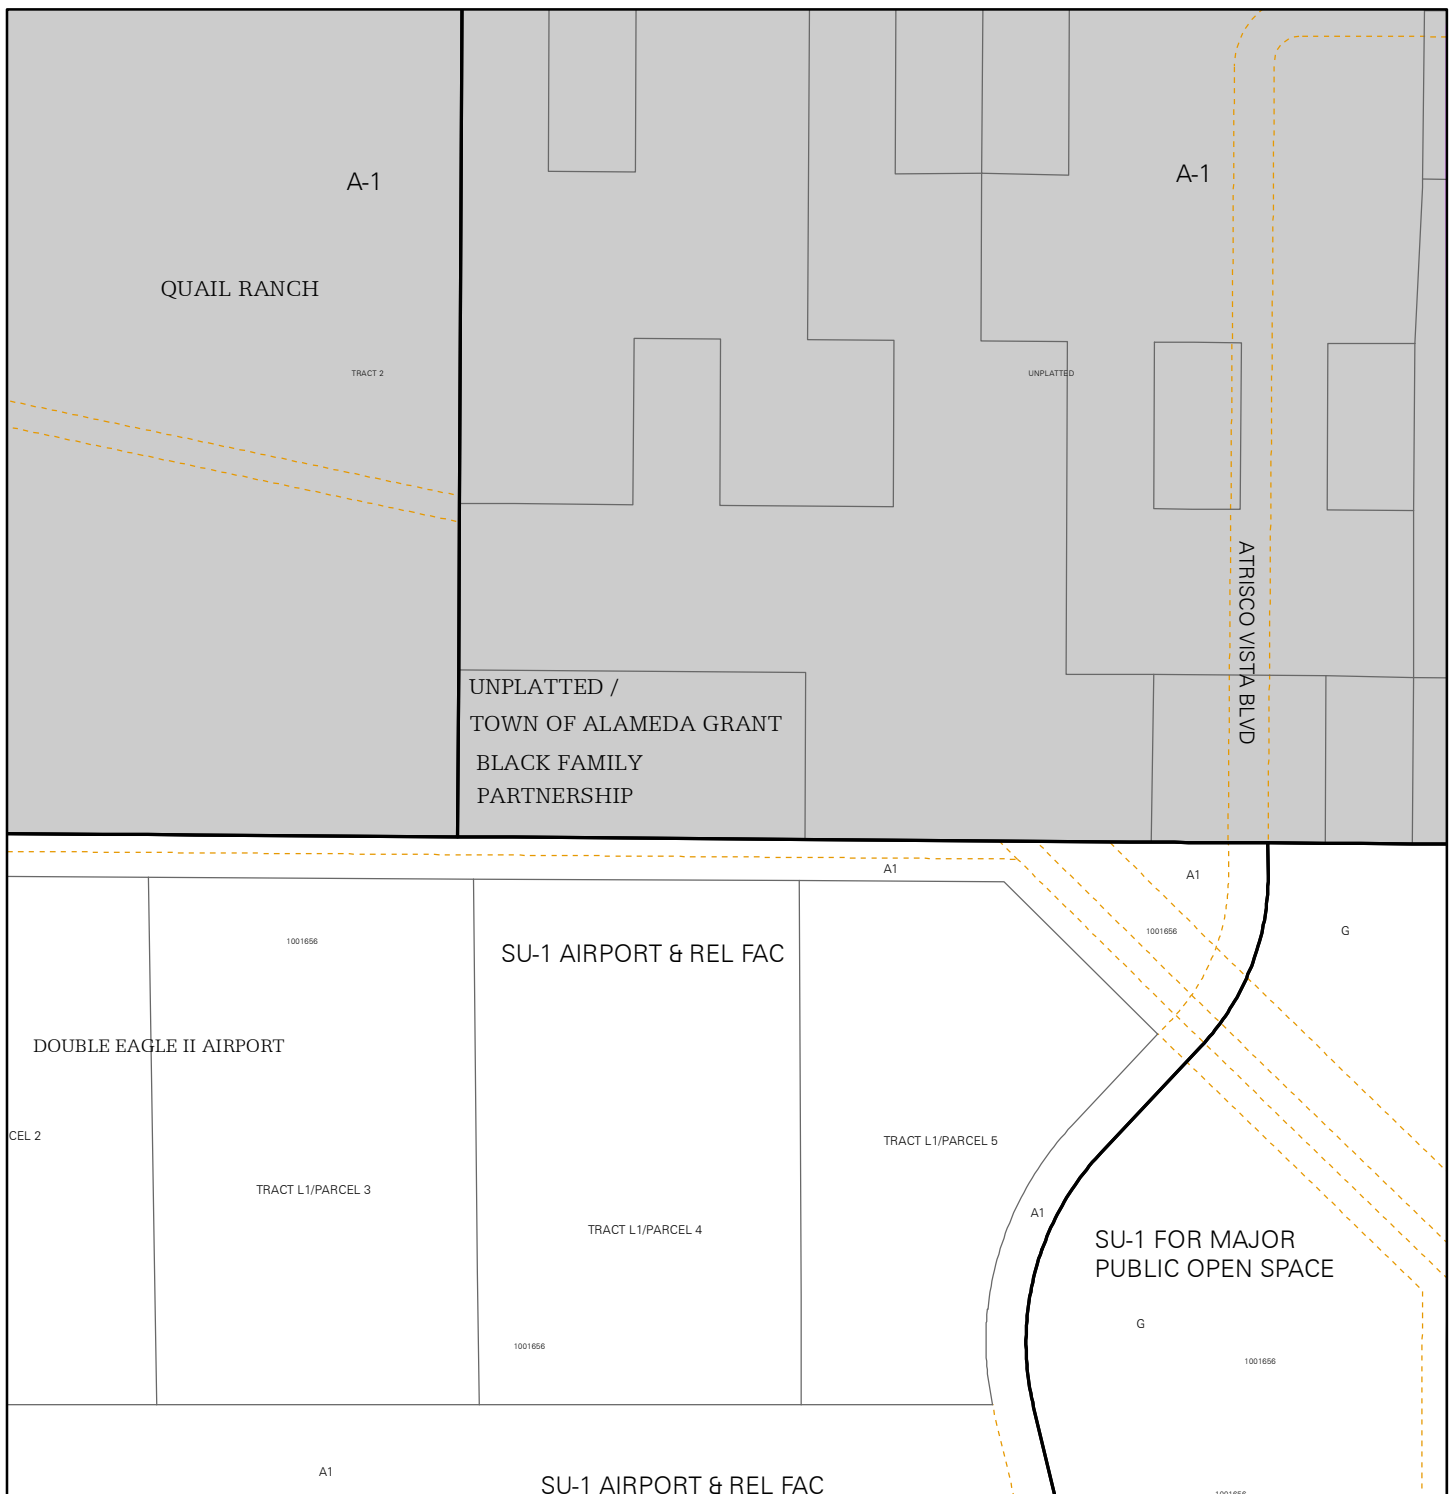 A-1
A-1
QUAIL RANCH
TRACT 2
UNPLATTED
ATRISCO VISTA BLVD
UNPLATTED /
TOWN OF ALAMEDA GRANT
BLACK FAMILY
PARTNERSHIP
A1
A1
1001656
G
1001656
SU-1 AIRPORT & REL FAC
DOUBLE EAGLE II AIRPORT
CEL 2
TRACT L1/PARCEL 5
TRACT L1/PARCEL 3
A1
TRACT L1/PARCEL 4
SU-1 FOR MAJOR
PUBLIC OPEN SPACE
G
1001656
1001656
A1
SU-1 AIRPORT & REL FAC
1001656